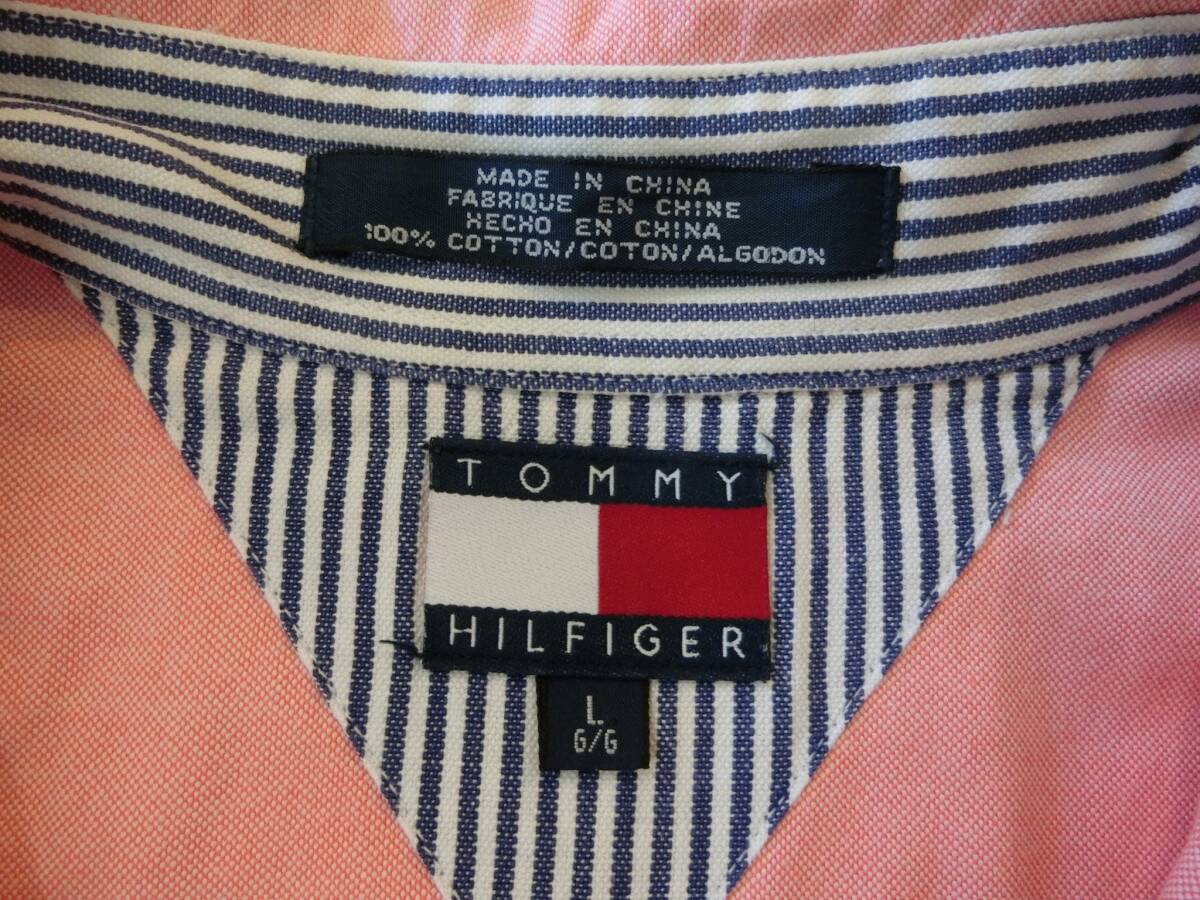 MADE IN CHINA
FABRIQUE EN CHINE
HECHO EN CHINA
100% COTTON/COTON/ALGODON
TOMMY
HILFIGER
L
G/G